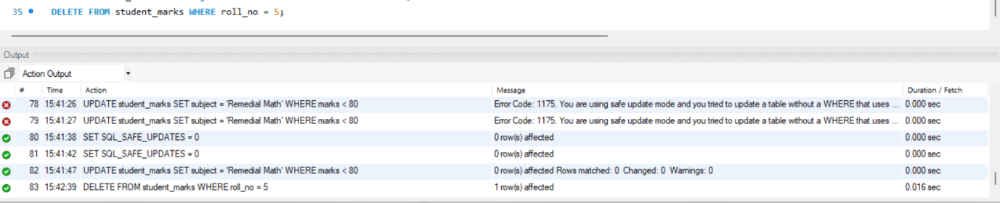 35 DELETE FROM student_marks WHERE roll_no = 5;
Output
Action Output
# Time Action Message Duration / Fetch
78 15:41:26 UPDATE student_marks SET subject = 'Remedial Math' WHERE marks < 80 Error Code: 1175. You are using safe update mode and you tried to update a table without a WHERE that uses ... 0.000 sec
79 15:41:27 UPDATE student_marks SET subject = 'Remedial Math' WHERE marks < 80 Error Code: 1175. You are using safe update mode and you tried to update a table without a WHERE that uses ... 0.000 sec
80 15:41:38 SET SQL_SAFE_UPDATES = 0 0 row(s) affected 0.000 sec
81 15:41:42 SET SQL_SAFE_UPDATES = 0 0 row(s) affected 0.000 sec
82 15:41:47 UPDATE student_marks SET subject = 'Remedial Math' WHERE marks < 80 0 row(s) affected Rows matched: 0 Changed: 0 Warnings: 0 0.000 sec
83 15:42:39 DELETE FROM student_marks WHERE roll_no = 5 1 row(s) affected 0.016 sec